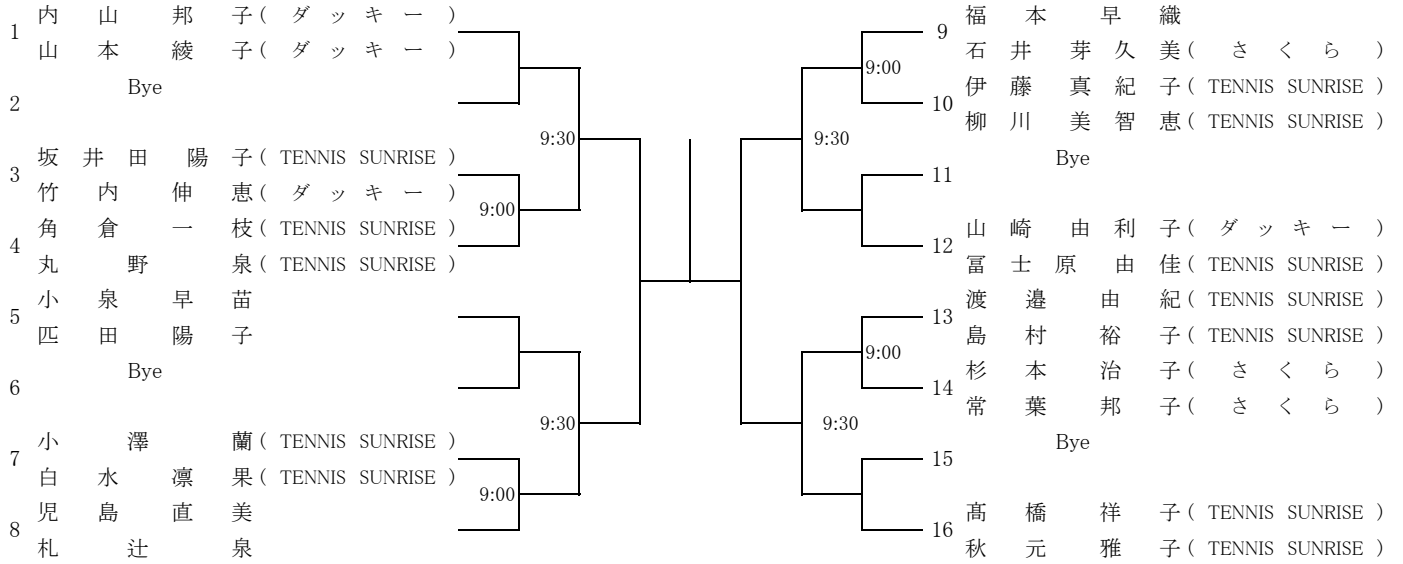 1 内山邦子(ダッキー)
山本綾子(ダッキー)
2 Bye
3 坂井田陽子( TENNIS SUNRISE )
竹内伸恵(ダッキー)
4 角倉一枝( TENNIS SUNRISE )
丸野泉( TENNIS SUNRISE )
5 小泉早苗
匹田陽子
6 Bye
7 小澤蘭( TENNIS SUNRISE )
白水凛果( TENNIS SUNRISE )
8 児島直美
札辻泉
9:30
9:00
9:30
9:00
9:00
9:30
9:00
9:30
9 福本早織
石井芽久美(さくら)
10 伊藤真紀子( TENNIS SUNRISE )
柳川美智恵( TENNIS SUNRISE )
11 Bye
12 山崎由利子(ダッキー)
冨士原由佳( TENNIS SUNRISE )
13 渡邉由紀( TENNIS SUNRISE )
島村裕子( TENNIS SUNRISE )
14 杉本治子(さくら)
常葉邦子(さくら)
15 Bye
16 髙橋祥子( TENNIS SUNRISE )
秋元雅子( TENNIS SUNRISE )